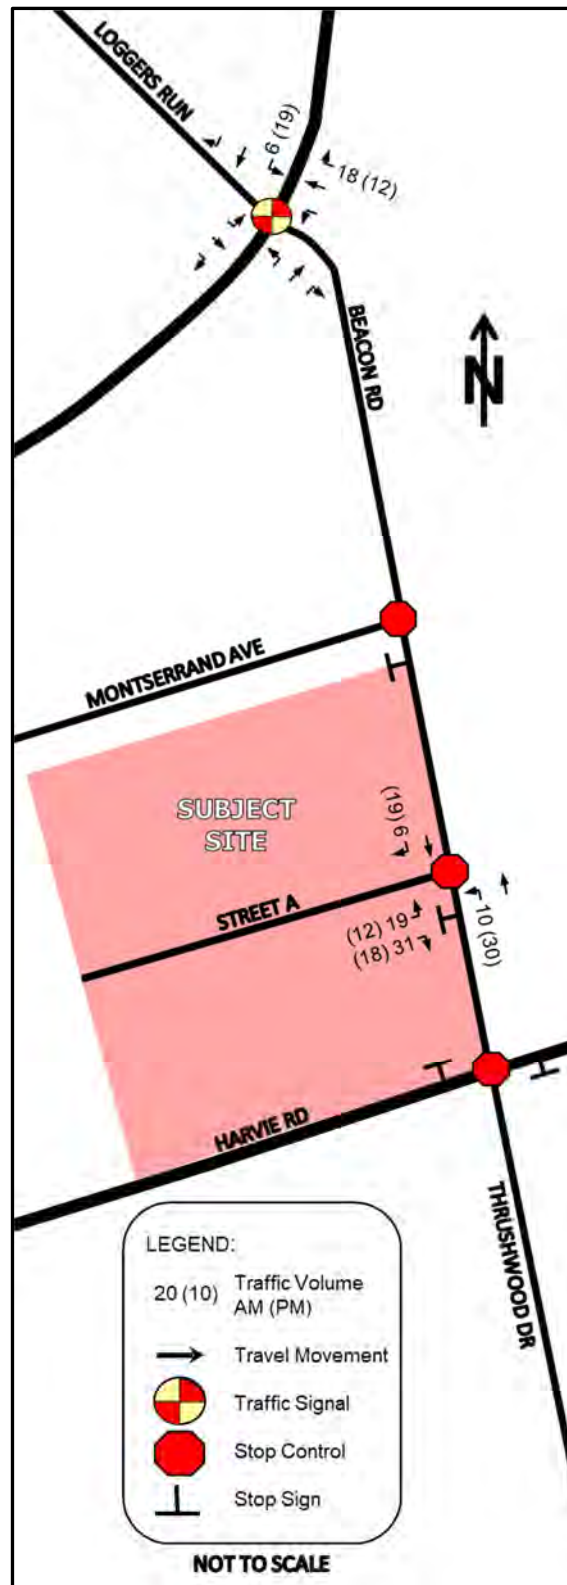 LOGGERS RUN
6 (19)
18 (12)
BEACON RD
N
MONTSERRAND AVE
SUBJECT
SITE
(19) 6
STREET A
(12) 19
(18) 31
10 (30)
HARVIE RD
THRUSHWOOD DR
LEGEND:
20 (10) Traffic Volume
AM (PM)
Travel Movement
Traffic Signal
Stop Control
Stop Sign
NOT TO SCALE